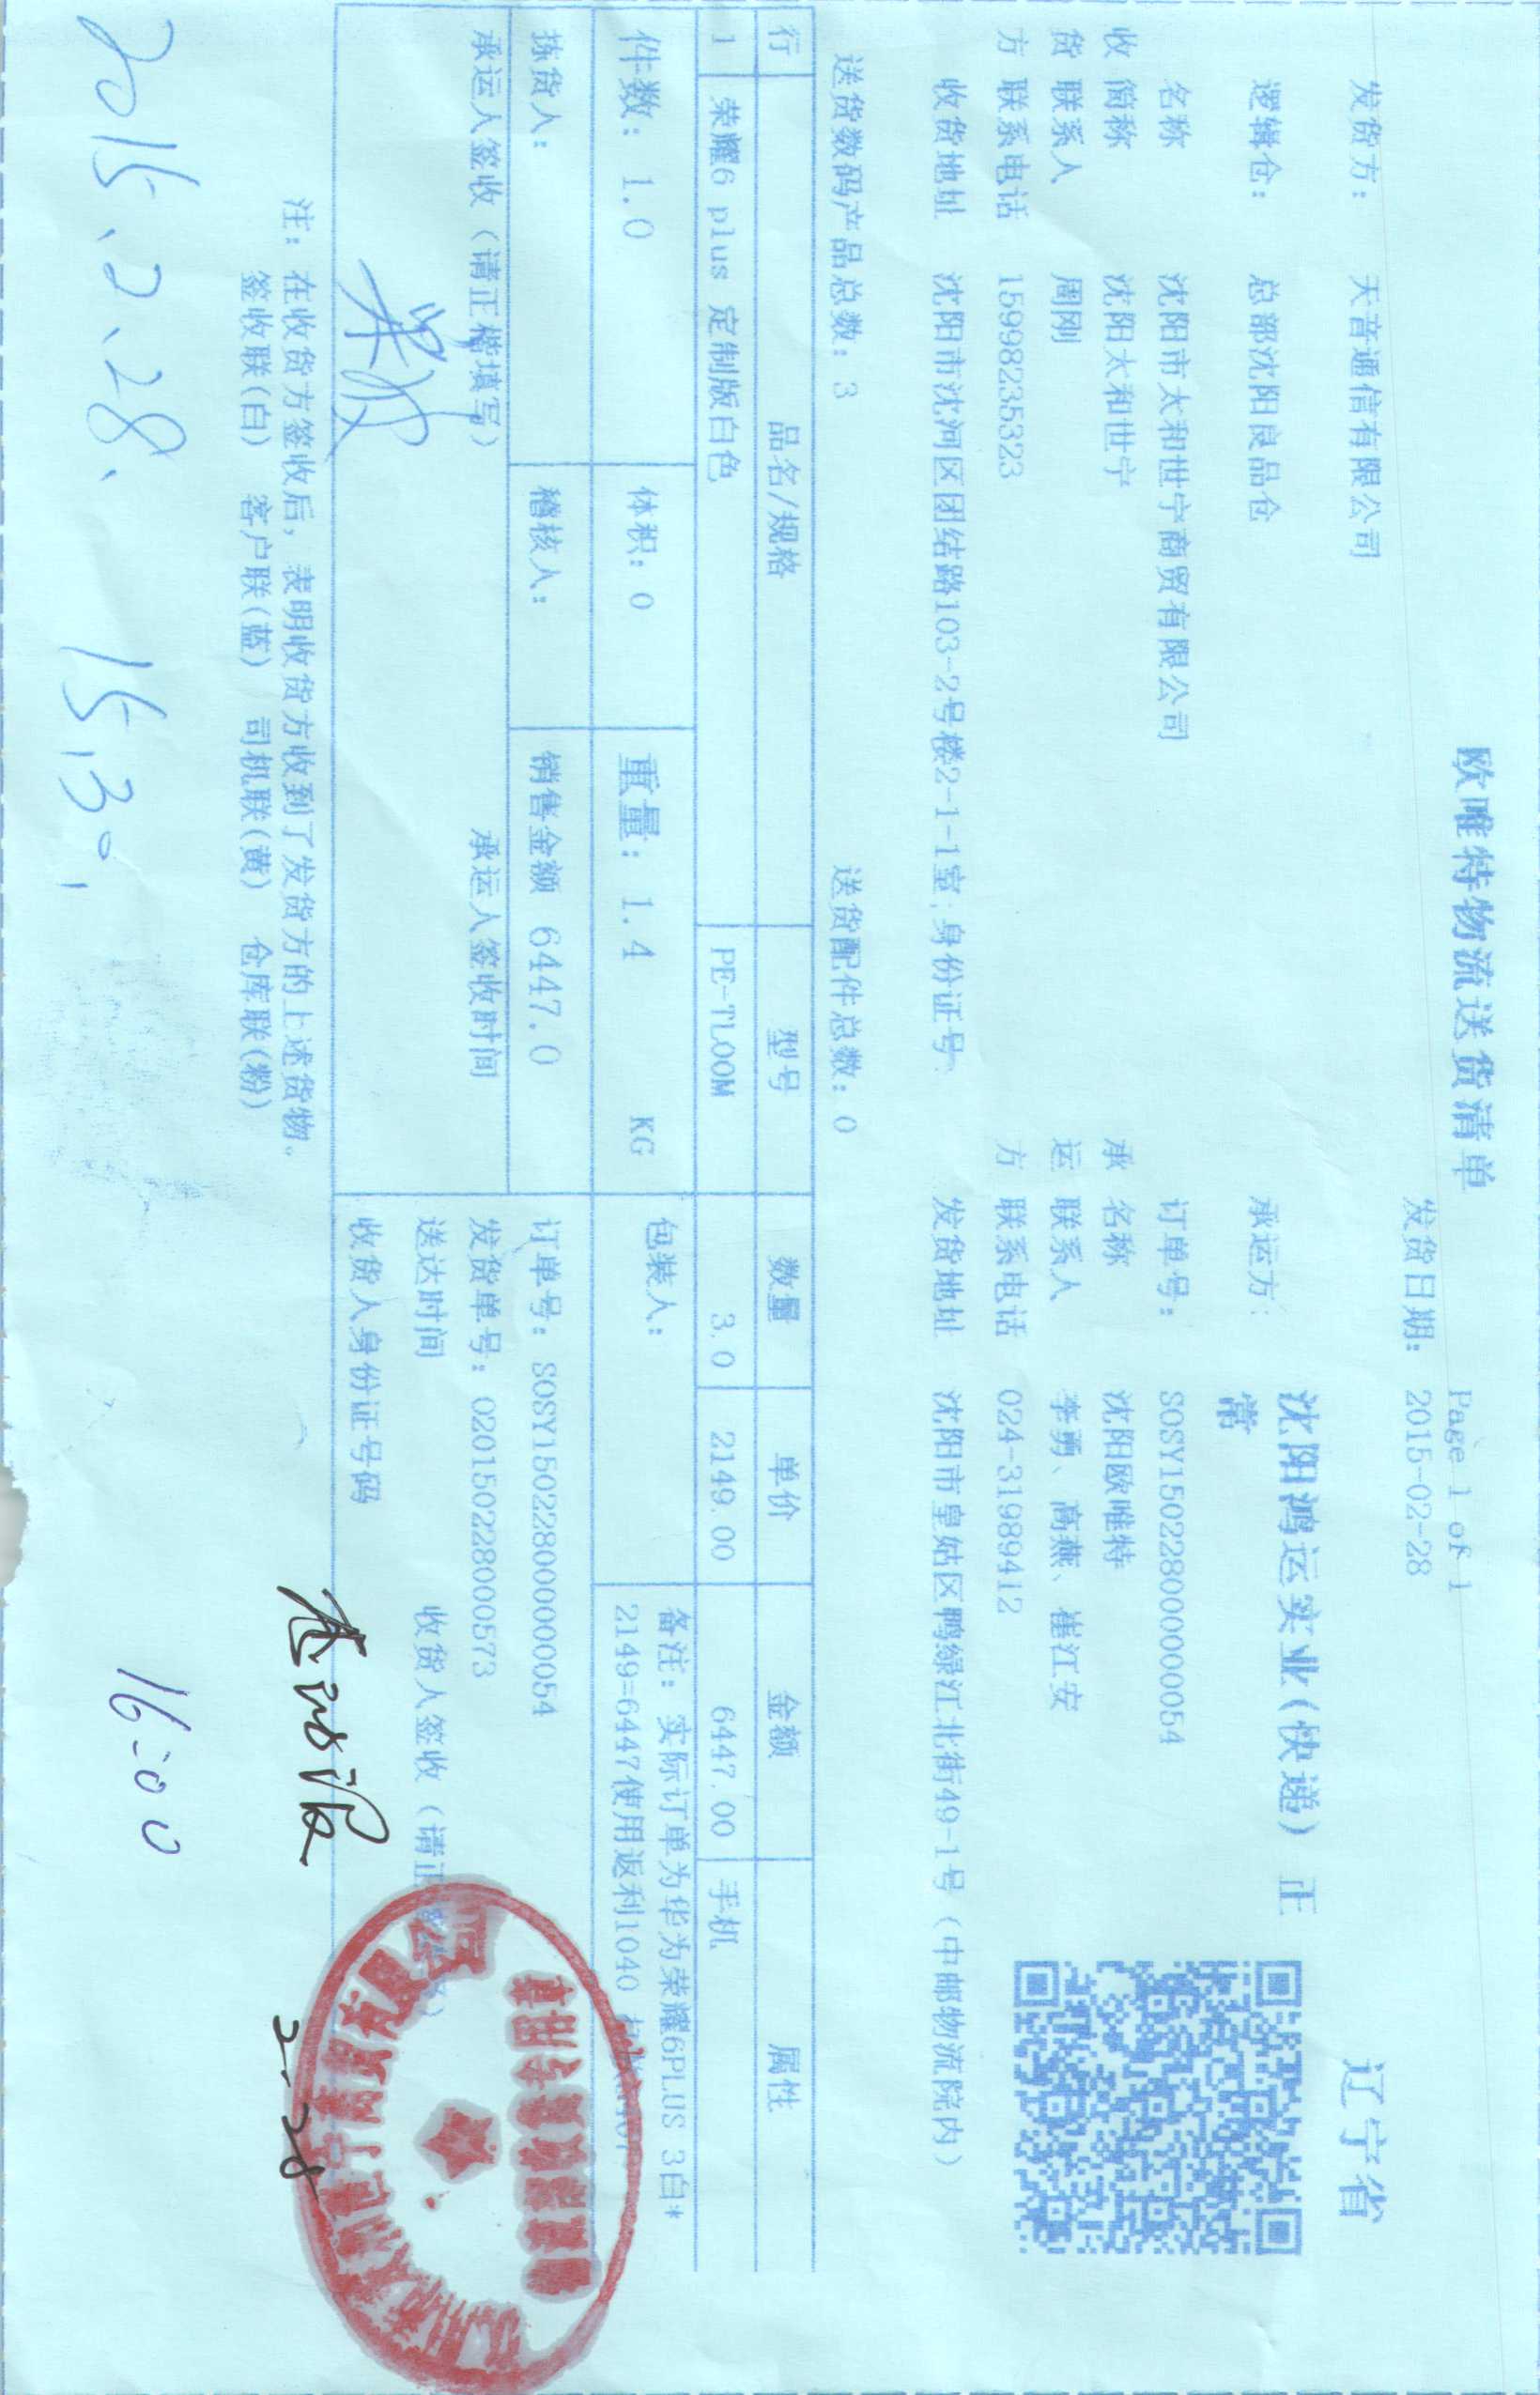 欧唯特物流送货清单
Page 1 of 1
发货日期: 2015-02-28
辽宁省
发货方: 天音通信有限公司
逻辑仓: 总部沈阳良品仓
承运方: 沈阳鸿运实业(快递) 正常
名称 沈阳市太和世宁商贸有限公司
订单号: SOSY15022800000054
收货方
简称 沈阳太和世宁
联系人 周刚
联系电话 15998235323
收货地址 沈阳市沈河区团结路103-2号楼2-1-1室;身份证号:
承运方
名称 沈阳欧唯特
联系人 李勇、高燕、崔江安
联系电话 024-31989412
发货地址 沈阳市皇姑区鸭绿江北街49-1号（中邮物流院内）
送货数码产品总数: 3 送货配件总数: 0
行 品名/规格 型号 数量 单价 金额 属性
1 荣耀6 plus 定制版白色 PE-TL00M 3.0 2149.00 6447.00 手机
件数: 1.0 体积: 0 重量: 1.4 KG 包装人:
备注: 实际订单为华为荣耀6PLUS 3白*
2149=6447使用返利1040
拣货人: 稽核人: 销售金额 6447.0
订单号: SOSY15022800000054
发货单号: 020150228000573
承运人签收（请正楷填写） 承运人签收时间
送达时间 收货人签收（请正
收货人身份证号码
注: 在收货方签收后, 表明收货方收到了发货方的上述货物。
签收联(白) 客户联(蓝) 司机联(黄) 仓库联(粉)
2015、2、28、 15,30,
16:00
2-28